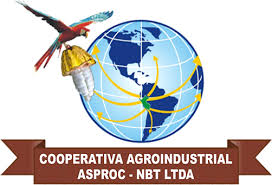 COOPERATIVA AGROINDUSTRIAL
ASPROC - NBT LTDA